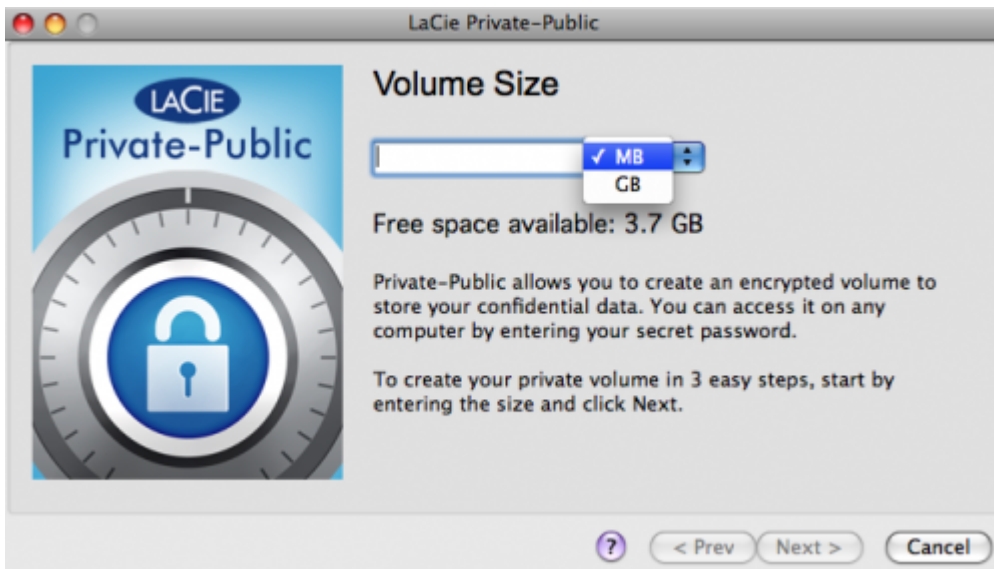 LaCie Private-Public
LACIE
Private-Public
Volume Size
✓ MB
GB
Free space available: 3.7 GB
Private-Public allows you to create an encrypted volume to
store your confidential data. You can access it on any
computer by entering your secret password.
To create your private volume in 3 easy steps, start by
entering the size and click Next.
?
< Prev
Next >
Cancel